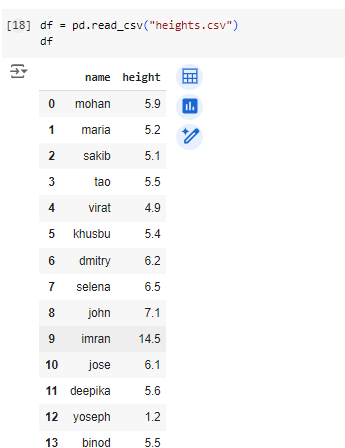 [18] df = pd.read_csv("heights.csv")
df
name height
0 mohan 5.9
1 maria 5.2
2 sakib 5.1
3 tao 5.5
4 virat 4.9
5 khusbu 5.4
6 dmitry 6.2
7 selena 6.5
8 john 7.1
9 imran 14.5
10 jose 6.1
11 deepika 5.6
12 yoseph 1.2
13 binod 5.5